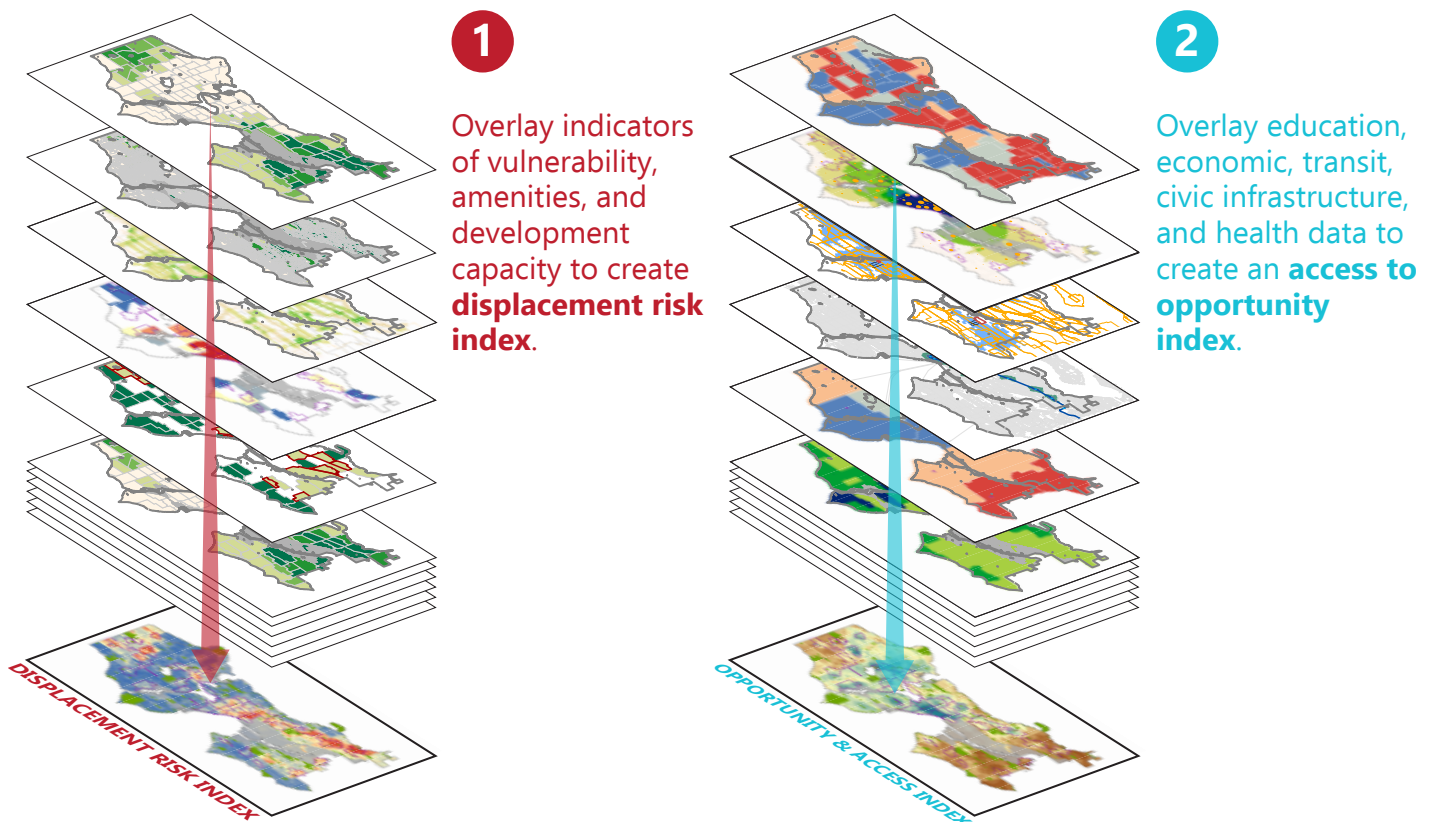 1
Overlay indicators
of vulnerability,
amenities, and
development
capacity to create
displacement risk
index.
DISPLACEMENT RISK INDEX
2
Overlay education,
economic, transit,
civic infrastructure,
and health data to
create an access to
opportunity
index.
OPPORTUNITY & ACCESS INDEX